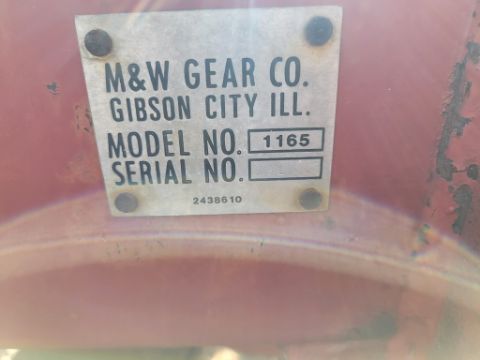 M&W GEAR CO.
GIBSON CITY ILL.
MODEL NO. 1165
SERIAL NO.
2438610